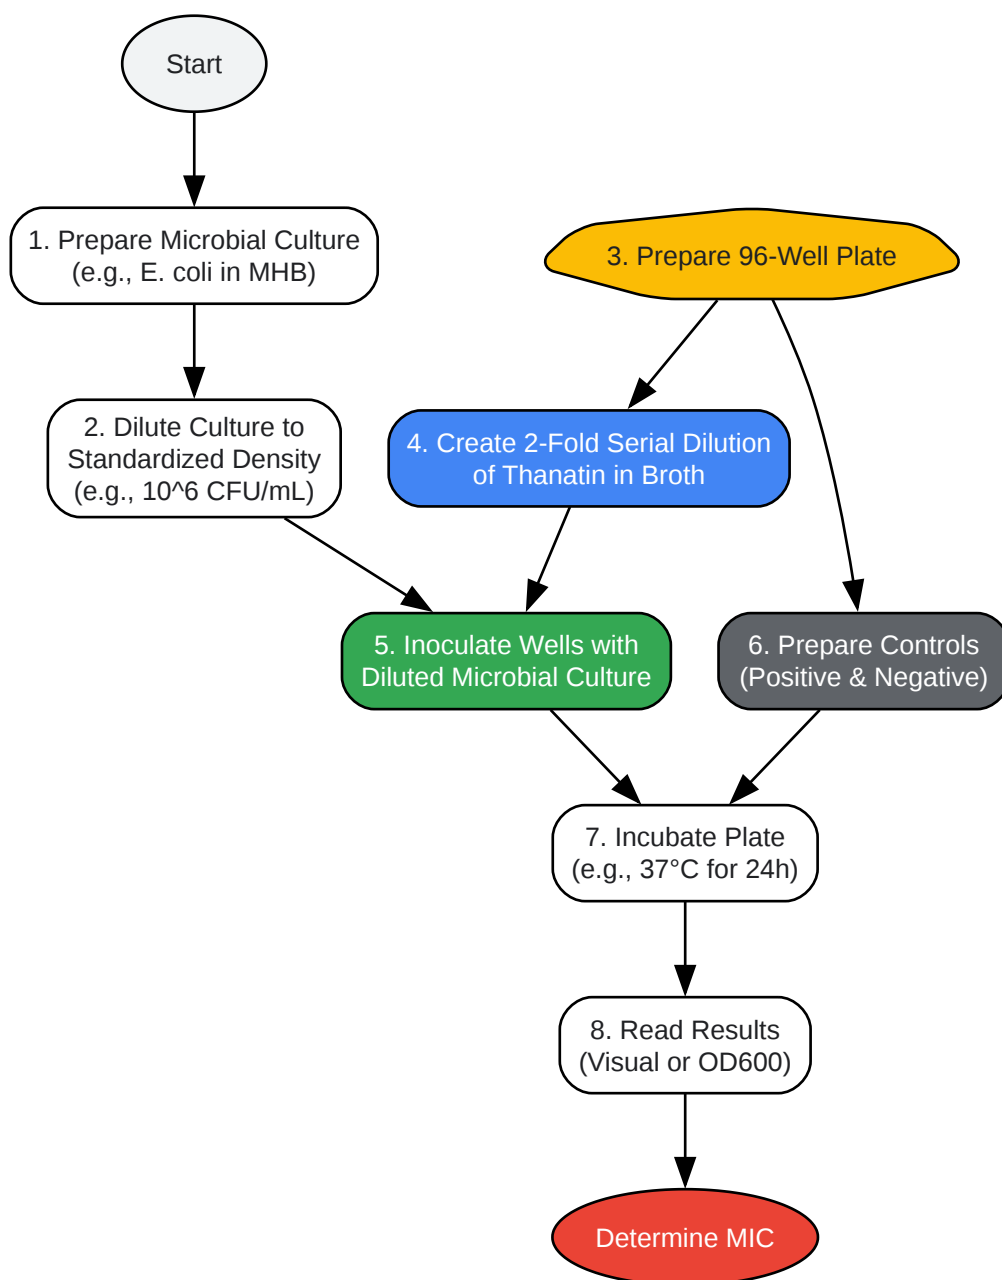 Start
1. Prepare Microbial Culture
(e.g., E. coli in MHB)
3. Prepare 96-Well Plate
2. Dilute Culture to
Standardized Density
(e.g., 10^6 CFU/mL)
4. Create 2-Fold Serial Dilution
of Thanatin in Broth
5. Inoculate Wells with
Diluted Microbial Culture
6. Prepare Controls
(Positive & Negative)
7. Incubate Plate
(e.g., 37°C for 24h)
8. Read Results
(Visual or OD600)
Determine MIC